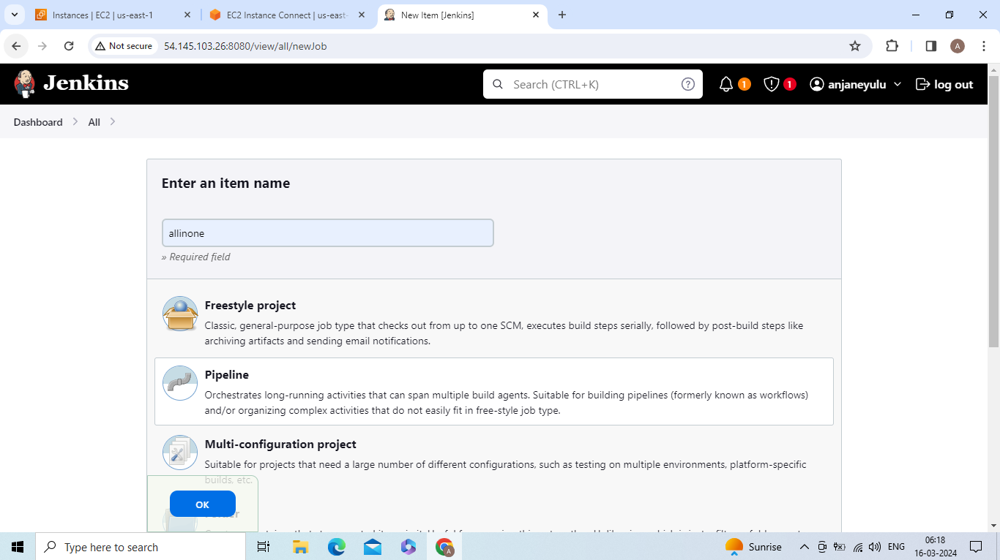 Instances | EC2 | us-east-1
EC2 Instance Connect | us-east-
New Item [Jenkins]
Not secure
54.145.103.26:8080/view/all/newJob
A
Jenkins
Search (CTRL+K)
?
1
1
anjaneyulu
log out
Dashboard
All
Enter an item name
allinone
» Required field
Freestyle project
Classic, general-purpose job type that checks out from up to one SCM, executes build steps serially, followed by post-build steps like
archiving artifacts and sending email notifications.
Pipeline
Orchestrates long-running activities that can span multiple build agents. Suitable for building pipelines (formerly known as workflows)
and/or organizing complex activities that do not easily fit in free-style job type.
Multi-configuration project
Suitable for projects that need a large number of different configurations, such as testing on multiple environments, platform-specific
builds, etc.
OK
Type here to search
A
Sunrise
ENG
06:18
16-03-2024